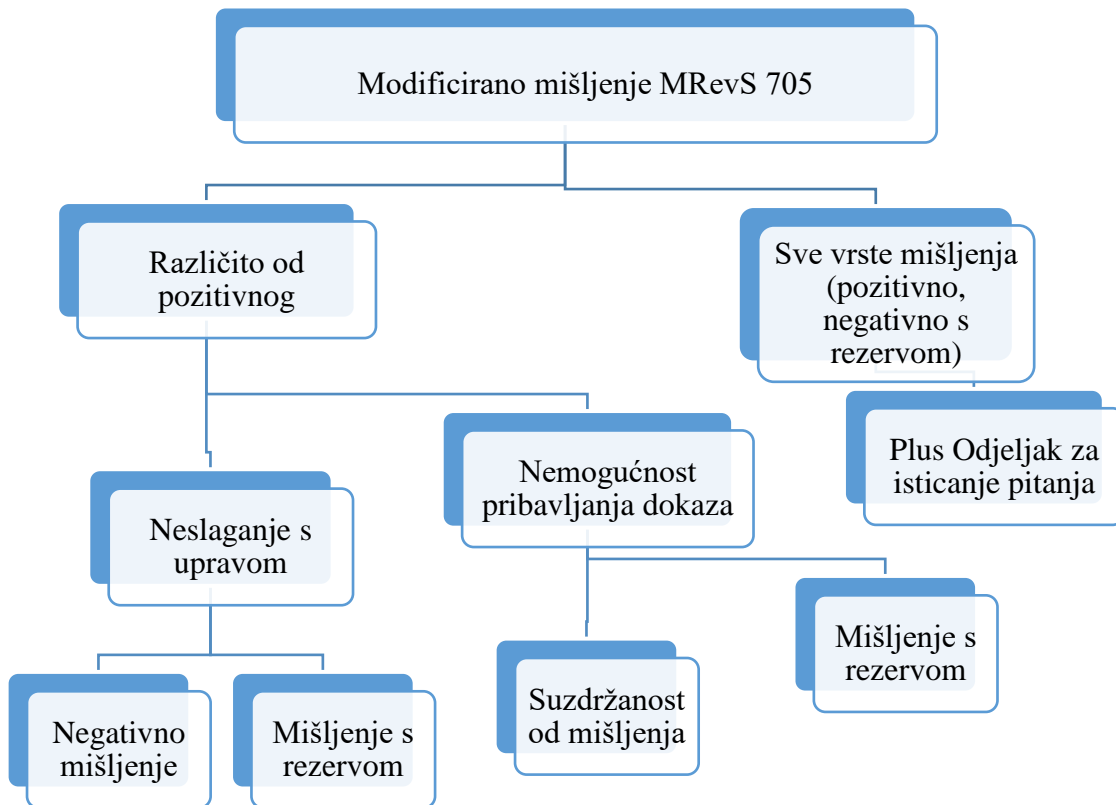 Modificirano mišljenje MRevS 705
Različito od
pozitivnog
Sve vrste mišljenja
(pozitivno,
negativno s
rezervom)
Plus Odjeljak za
isticanje pitanja
Neslaganje s
upravom
Nemogućnost
pribavljanja dokaza
Negativno
mišljenje
Mišljenje s
rezervom
Suzdržanost
od mišljenja
Mišljenje s
rezervom